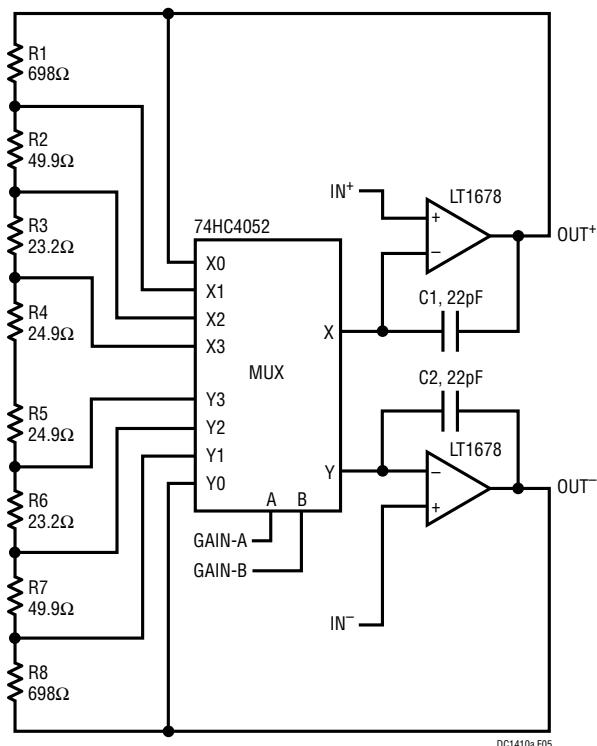 R1
698Ω
R2
49.9Ω
R3
23.2Ω
R4
24.9Ω
R5
24.9Ω
R6
23.2Ω
R7
49.9Ω
R8
698Ω
74HC4052
X0
X1
X2
X3
MUX
Y3
Y2
Y1
Y0
X
Y
A B
GAIN-A
GAIN-B
IN+
LT1678
+
−
OUT+
C1, 22pF
C2, 22pF
LT1678
−
+
OUT−
IN−
DC1410a F05